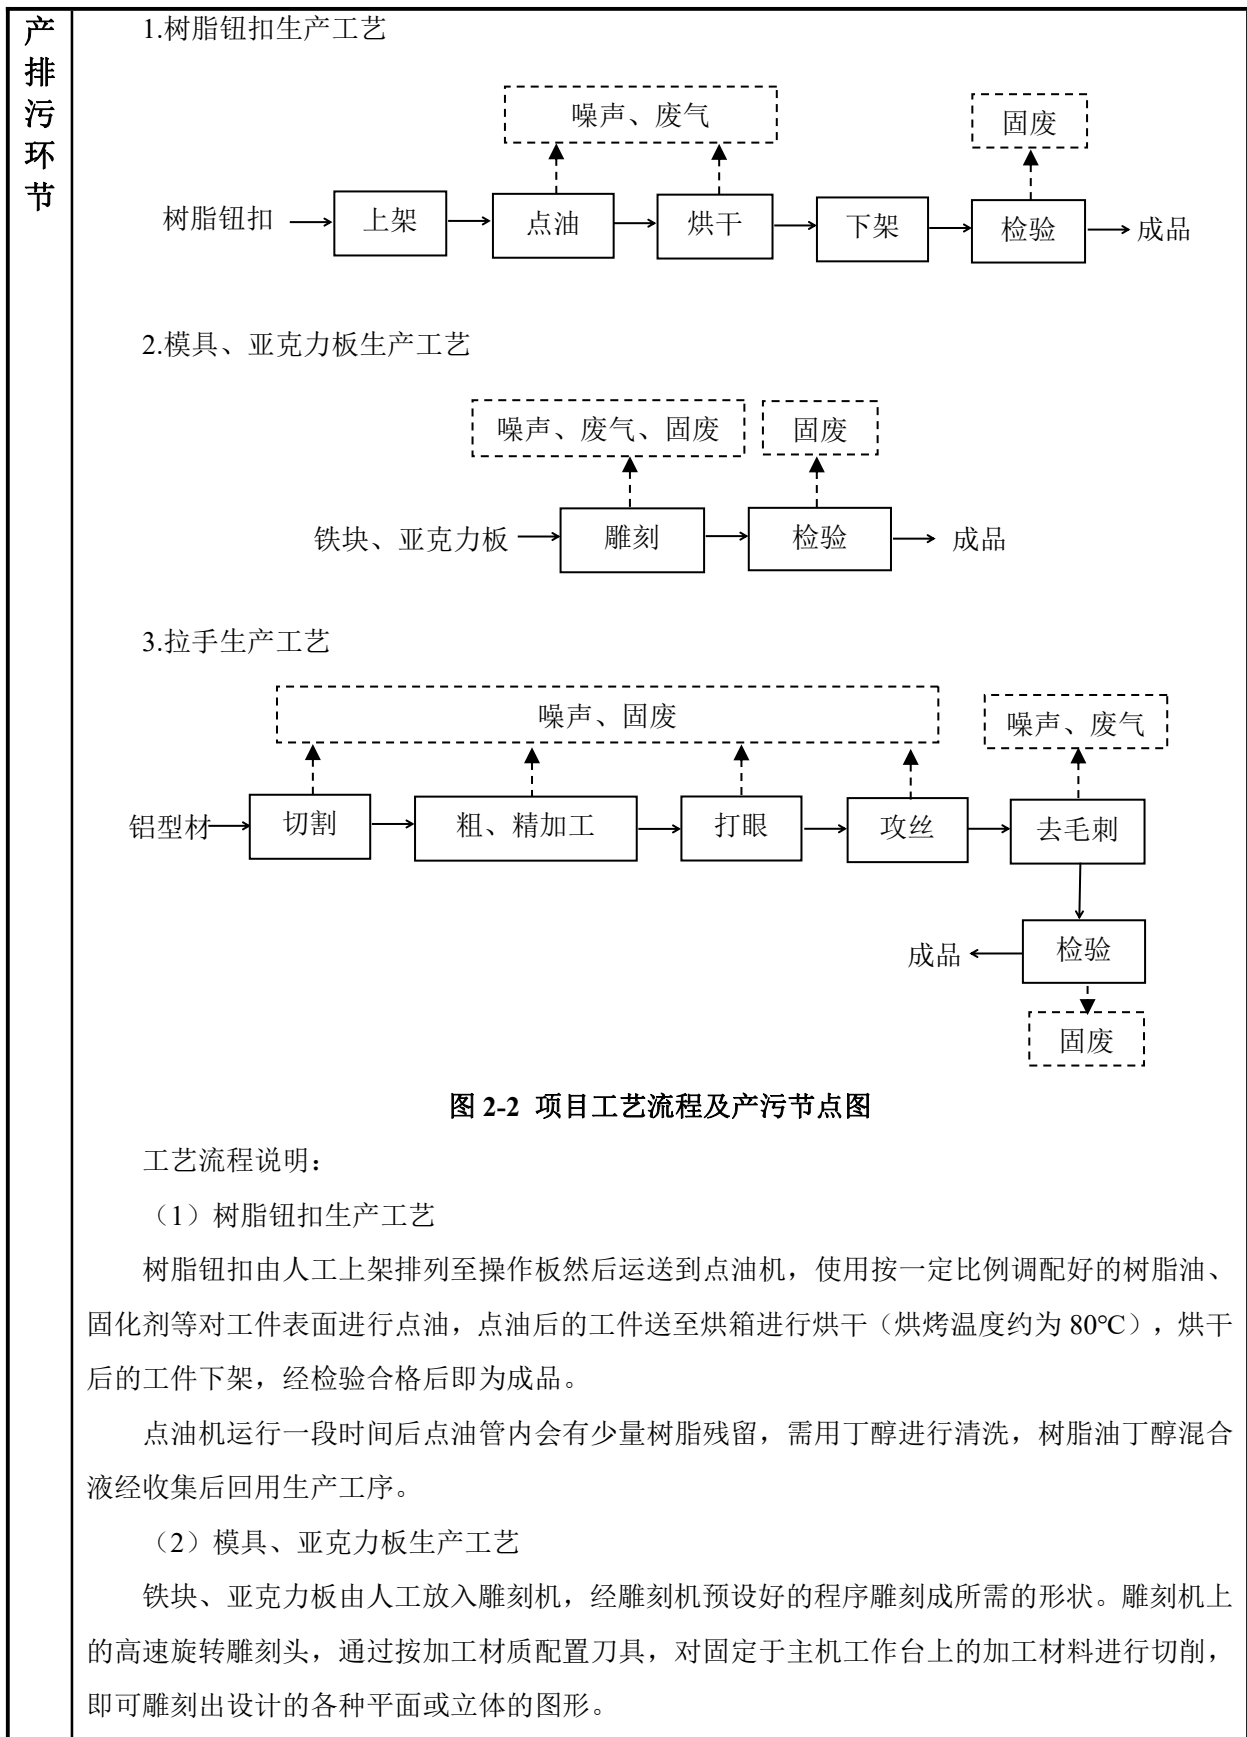 产
排
污
环
节
1.树脂钮扣生产工艺
噪声、废气
固废
树脂钮扣
上架
点油
烘干
下架
检验
成品
2.模具、亚克力板生产工艺
噪声、废气、固废
固废
铁块、亚克力板
雕刻
检验
成品
3.拉手生产工艺
噪声、固废
噪声、废气
铝型材
切割
粗、精加工
打眼
攻丝
去毛刺
检验
成品
固废
图 2-2 项目工艺流程及产污节点图
工艺流程说明：
（1）树脂钮扣生产工艺
树脂钮扣由人工上架排列至操作板然后运送到点油机，使用按一定比例调配好的树脂油、
固化剂等对工件表面进行点油，点油后的工件送至烘箱进行烘干（烘烤温度约为 80℃），烘干
后的工件下架，经检验合格后即为成品。
点油机运行一段时间后点油管内会有少量树脂残留，需用丁醇进行清洗，树脂油丁醇混合
液经收集后回用生产工序。
（2）模具、亚克力板生产工艺
铁块、亚克力板由人工放入雕刻机，经雕刻机预设好的程序雕刻成所需的形状。雕刻机上
的高速旋转雕刻头，通过按加工材质配置刀具，对固定于主机工作台上的加工材料进行切削，
即可雕刻出设计的各种平面或立体的图形。